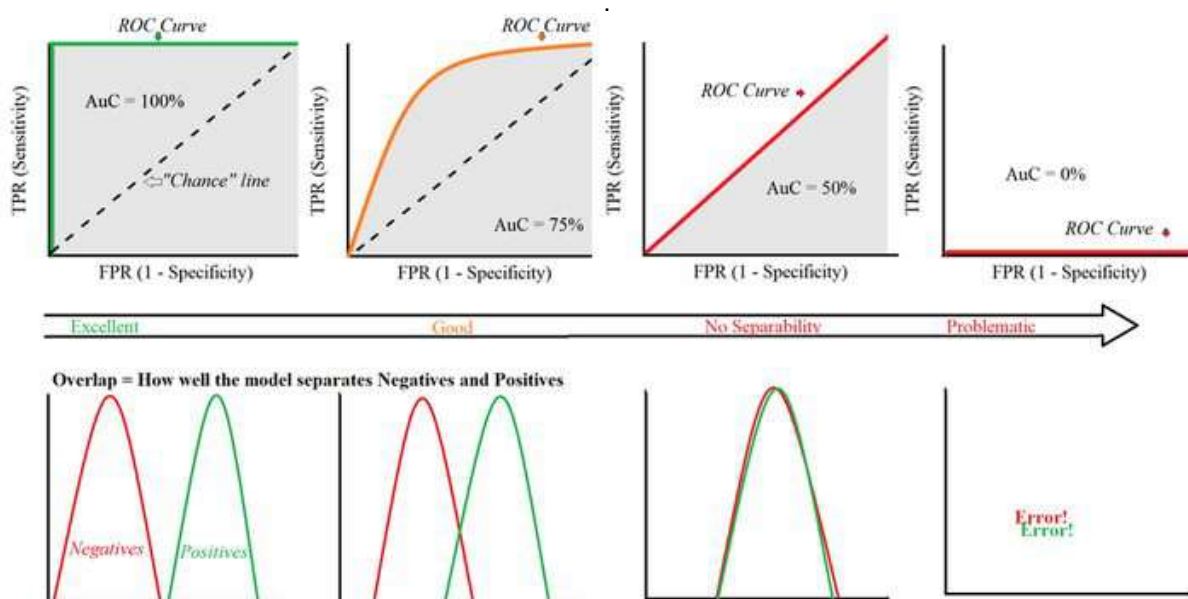 ROC Curve
AuC = 100%
"Chance" line
TPR (Sensitivity)
FPR (1 - Specificity)
ROC Curve
AuC = 75%
TPR (Sensitivity)
FPR (1 - Specificity)
ROC Curve
AuC = 50%
TPR (Sensitivity)
FPR (1 - Specificity)
AuC = 0%
ROC Curve
TPR (Sensitivity)
FPR (1 - Specificity)
Excellent
Good
No Separability
Problematic
Overlap = How well the model separates Negatives and Positives
Negatives
Positives
Error!
Error!